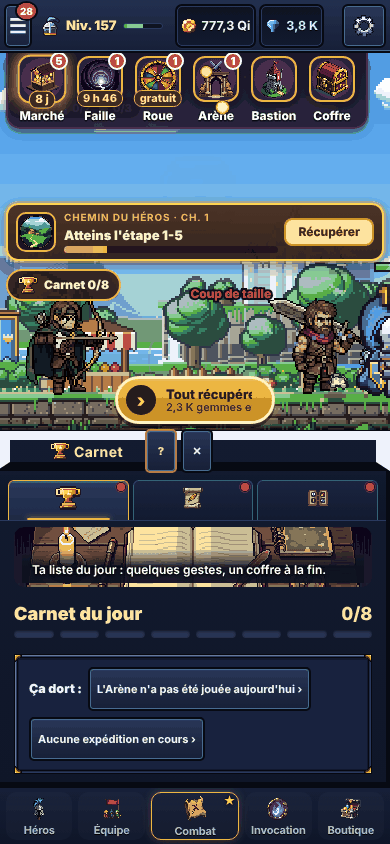 28
Niv. 157
777,3 Qi
3,8 K
5
1
1
1
8 j
9 h 46
gratuit
Marché
Faille
Roue
Arène
Bastion
Coffre
CHEMIN DU HÉROS · CH. 1
Atteins l'étape 1-5
Récupérer
Carnet 0/8
Coup de taille
Tout récupére
2,3 K gemmes e
Carnet
?
×
Ta liste du jour : quelques gestes, un coffre à la fin.
Carnet du jour
0/8
Ça dort :
L'Arène n'a pas été jouée aujourd'hui ›
Aucune expédition en cours ›
Héros
Équipe
Combat
Invocation
Boutique